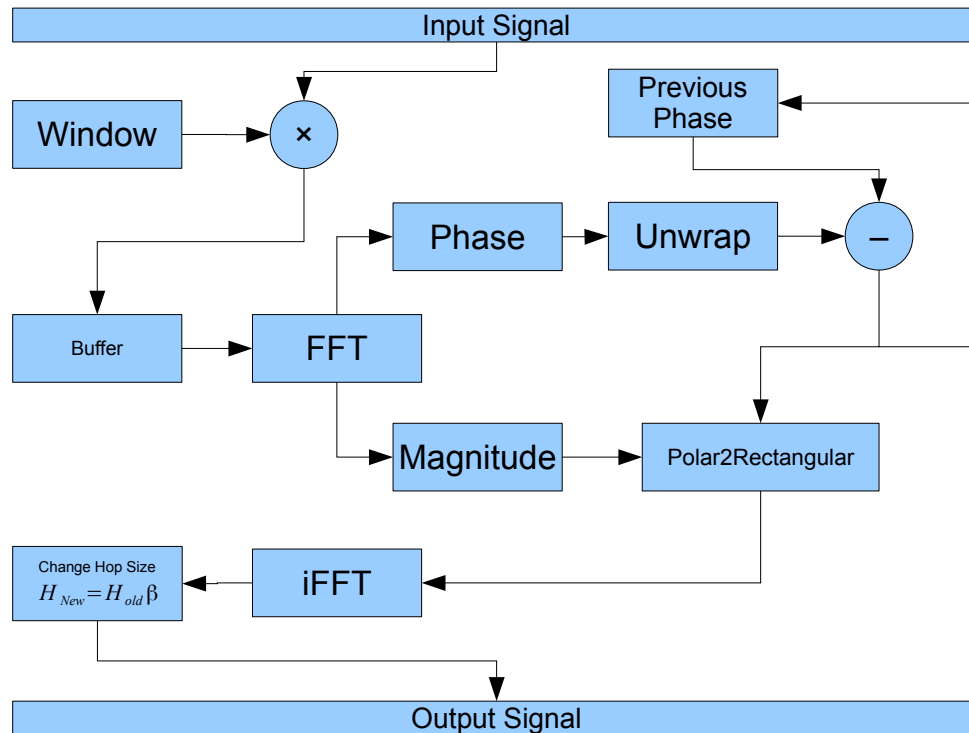 Input Signal
Previous
Phase
Window
×
Phase
Unwrap
–
Buffer
FFT
Magnitude
Polar2Rectangular
Change Hop Size
H_New = H_old β
iFFT
Output Signal